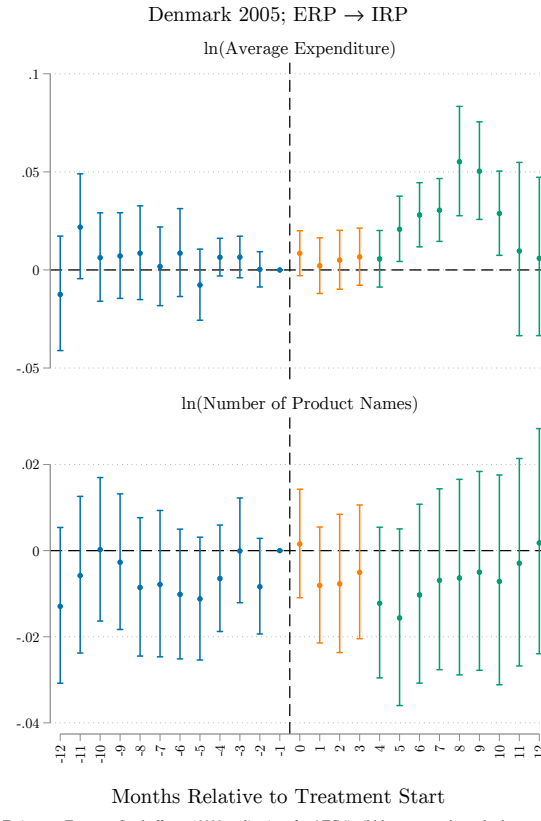 Denmark 2005; ERP → IRP
ln(Average Expenditure)
.1
.05
0
-.05
ln(Number of Product Names)
.02
0
-.02
-.04
-12 -11 -10 -9 -8 -7 -6 -5 -4 -3 -2 -1 0 1 2 3 4 5 6 7 8 9 10 11 12
Months Relative to Treatment Start